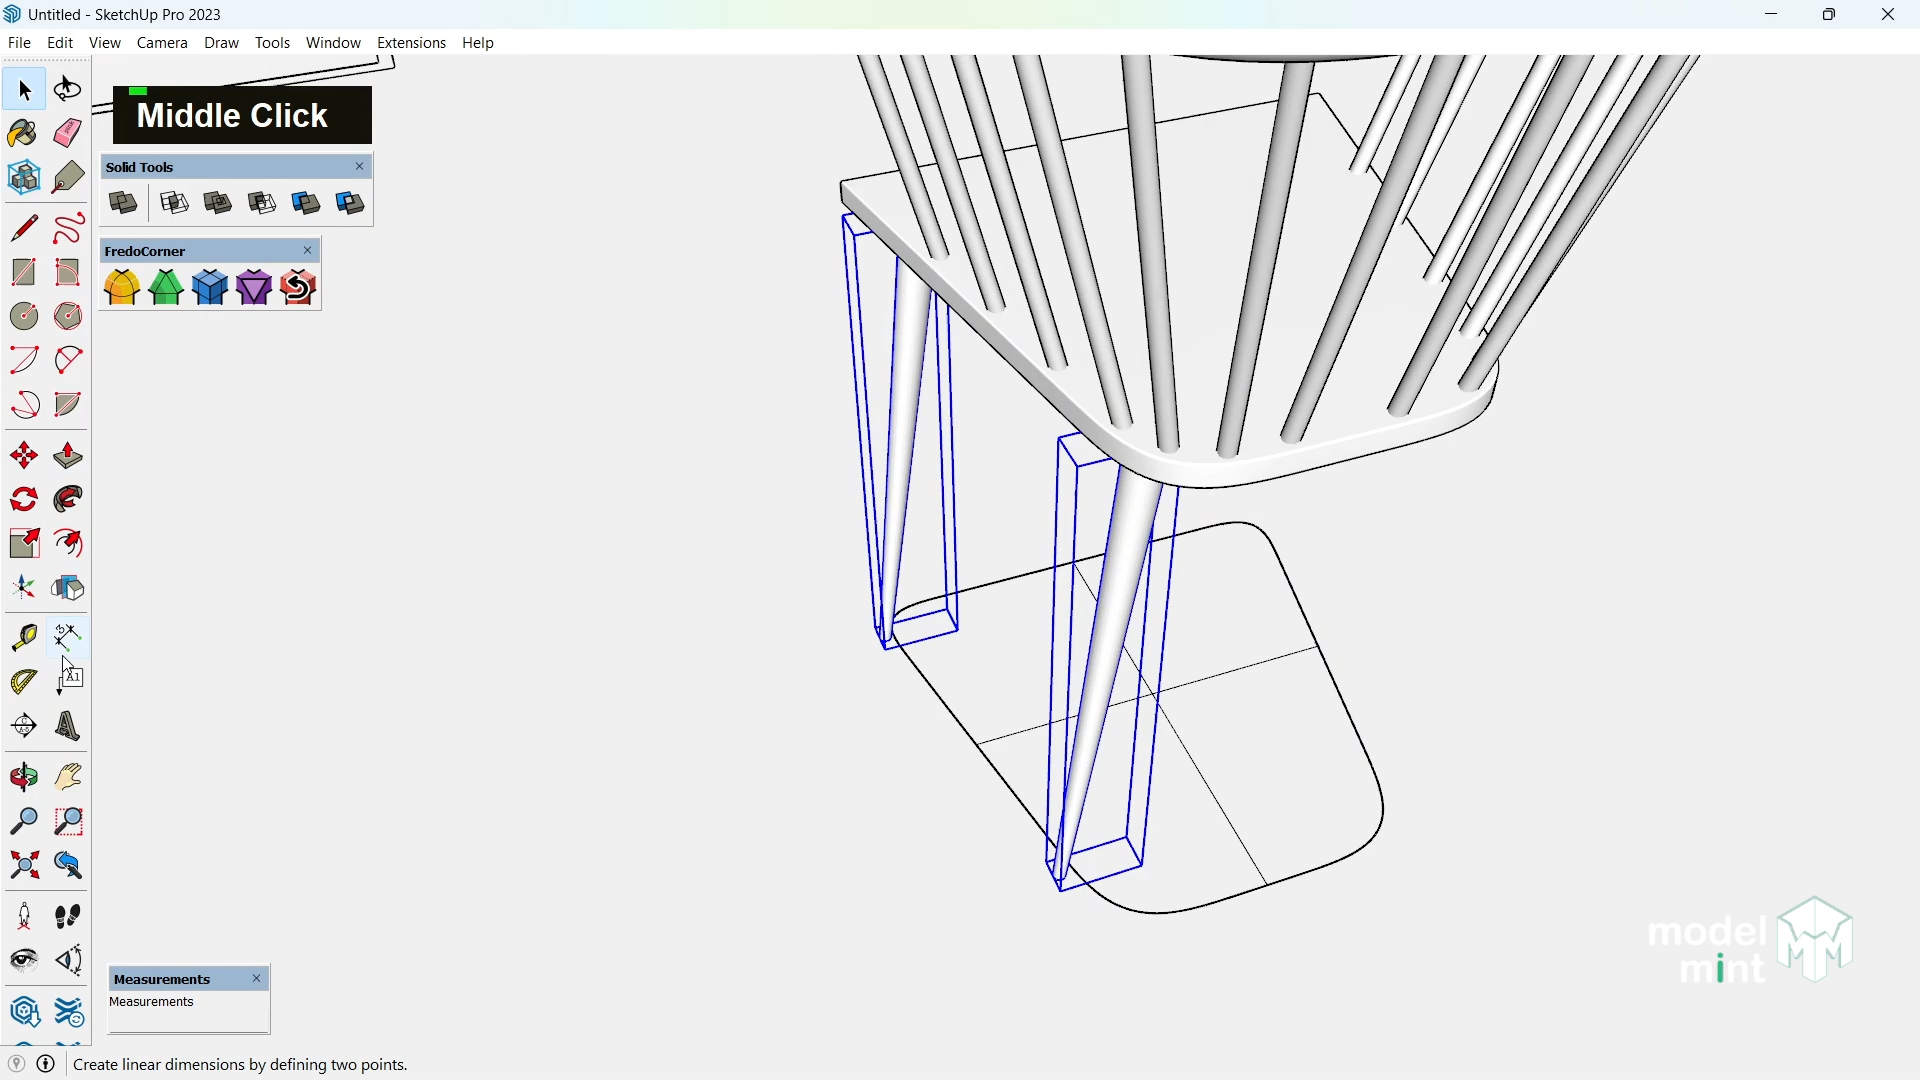 Untitled - SketchUp Pro 2023
File Edit View Camera Draw Tools Window Extensions Help
Middle Click
Solid Tools
FredoCorner
A1
model
mint
Measurements
Measurements
Create linear dimensions by defining two points.